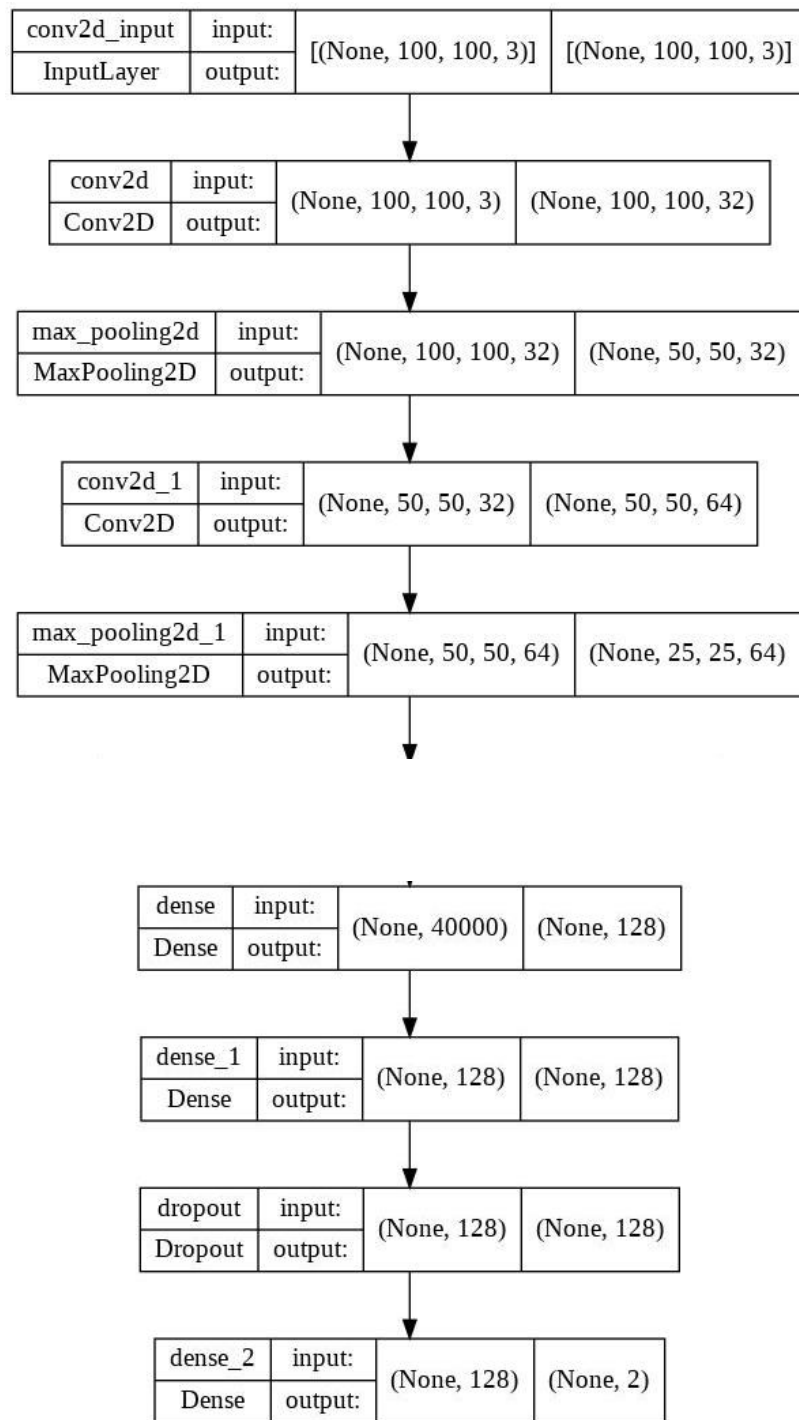 conv2d_input input: [(None, 100, 100, 3)] [(None, 100, 100, 3)]
InputLayer output:
conv2d input: (None, 100, 100, 3) (None, 100, 100, 32)
Conv2D output:
max_pooling2d input: (None, 100, 100, 32) (None, 50, 50, 32)
MaxPooling2D output:
conv2d_1 input: (None, 50, 50, 32) (None, 50, 50, 64)
Conv2D output:
max_pooling2d_1 input: (None, 50, 50, 64) (None, 25, 25, 64)
MaxPooling2D output:
dense input: (None, 40000) (None, 128)
Dense output:
dense_1 input: (None, 128) (None, 128)
Dense output:
dropout input: (None, 128) (None, 128)
Dropout output:
dense_2 input: (None, 128) (None, 2)
Dense output: